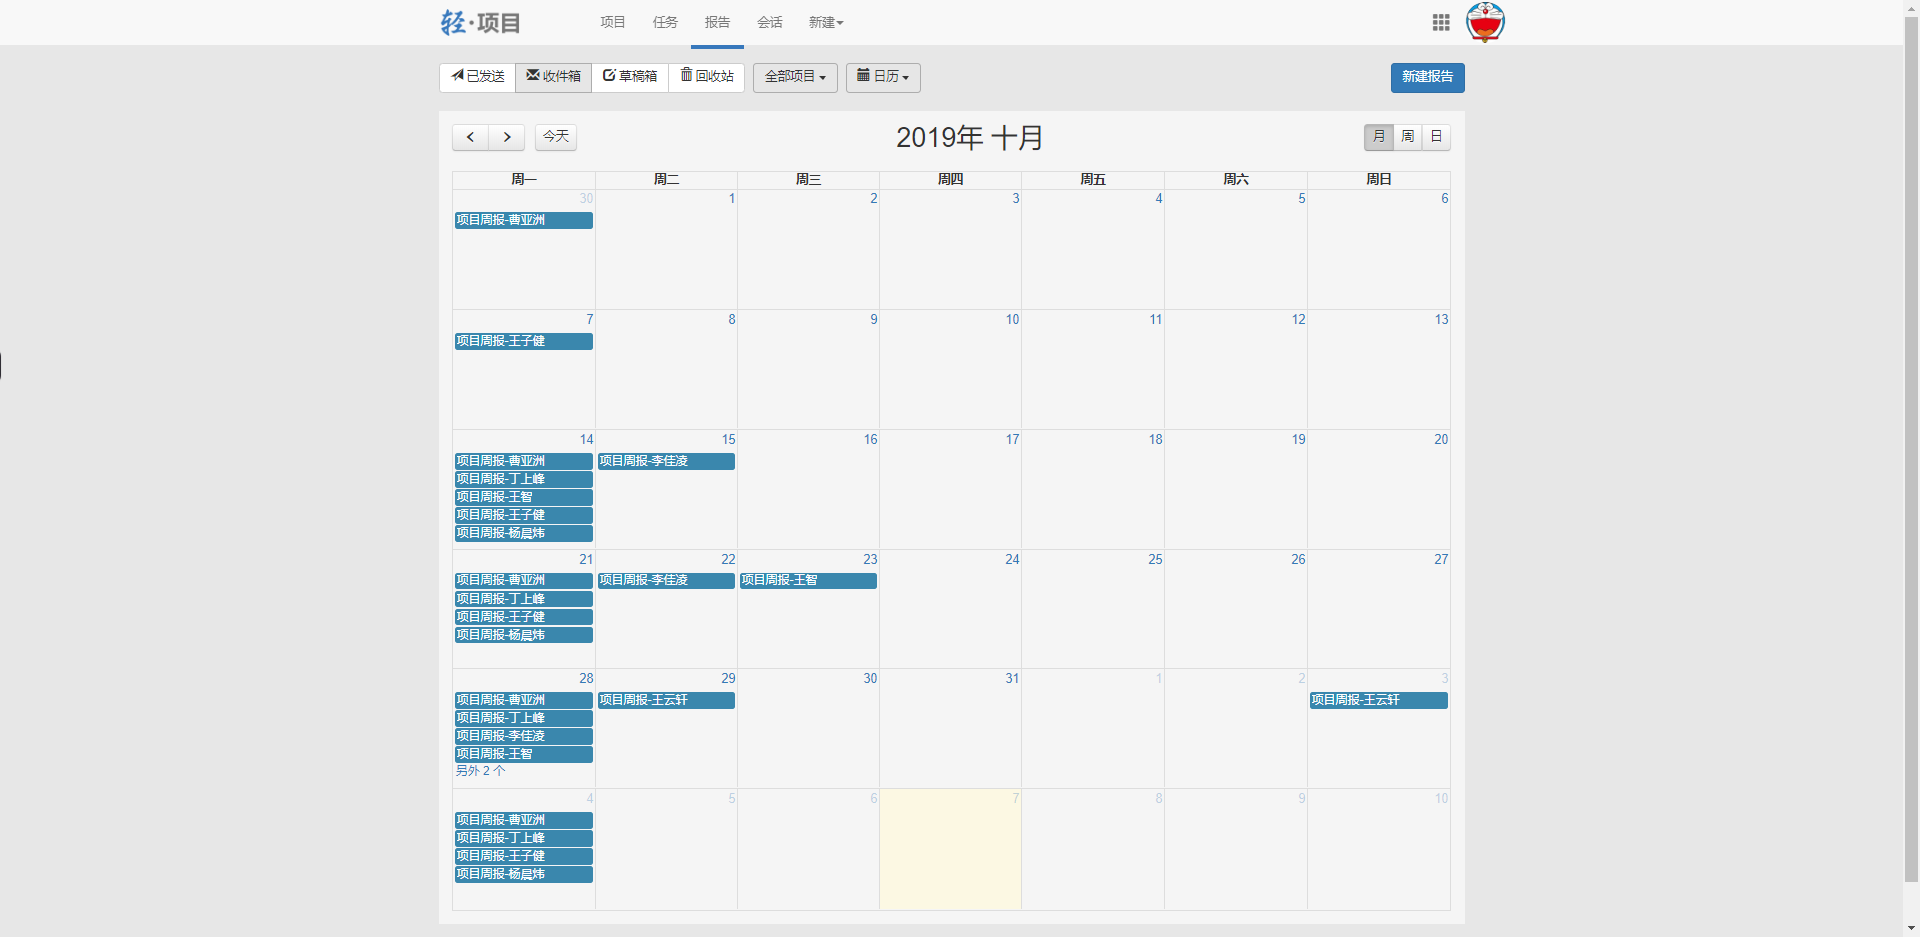 轻·项目 项目 任务 报告 会话 新建
已发送 收件箱 草稿箱 回收站 全部项目 日历 新建报告
今天 2019年 十月 月 周 日
周一 周二 周三 周四 周五 周六 周日
30 1 2 3 4 5 6
项目周报-曹亚洲
7 8 9 10 11 12 13
项目周报-王子健
14 15 16 17 18 19 20
项目周报-曹亚洲 项目周报-李佳凌
项目周报-丁上峰
项目周报-王智
项目周报-王子健
项目周报-杨晨炜
21 22 23 24 25 26 27
项目周报-曹亚洲 项目周报-李佳凌 项目周报-王智
项目周报-丁上峰
项目周报-王子健
项目周报-杨晨炜
28 29 30 31 1 2 3
项目周报-曹亚洲 项目周报-王云轩 项目周报-王云轩
项目周报-丁上峰
项目周报-李佳凌
项目周报-王智
另外 2 个
4 5 6 7 8 9 10
项目周报-曹亚洲
项目周报-丁上峰
项目周报-王子健
项目周报-杨晨炜